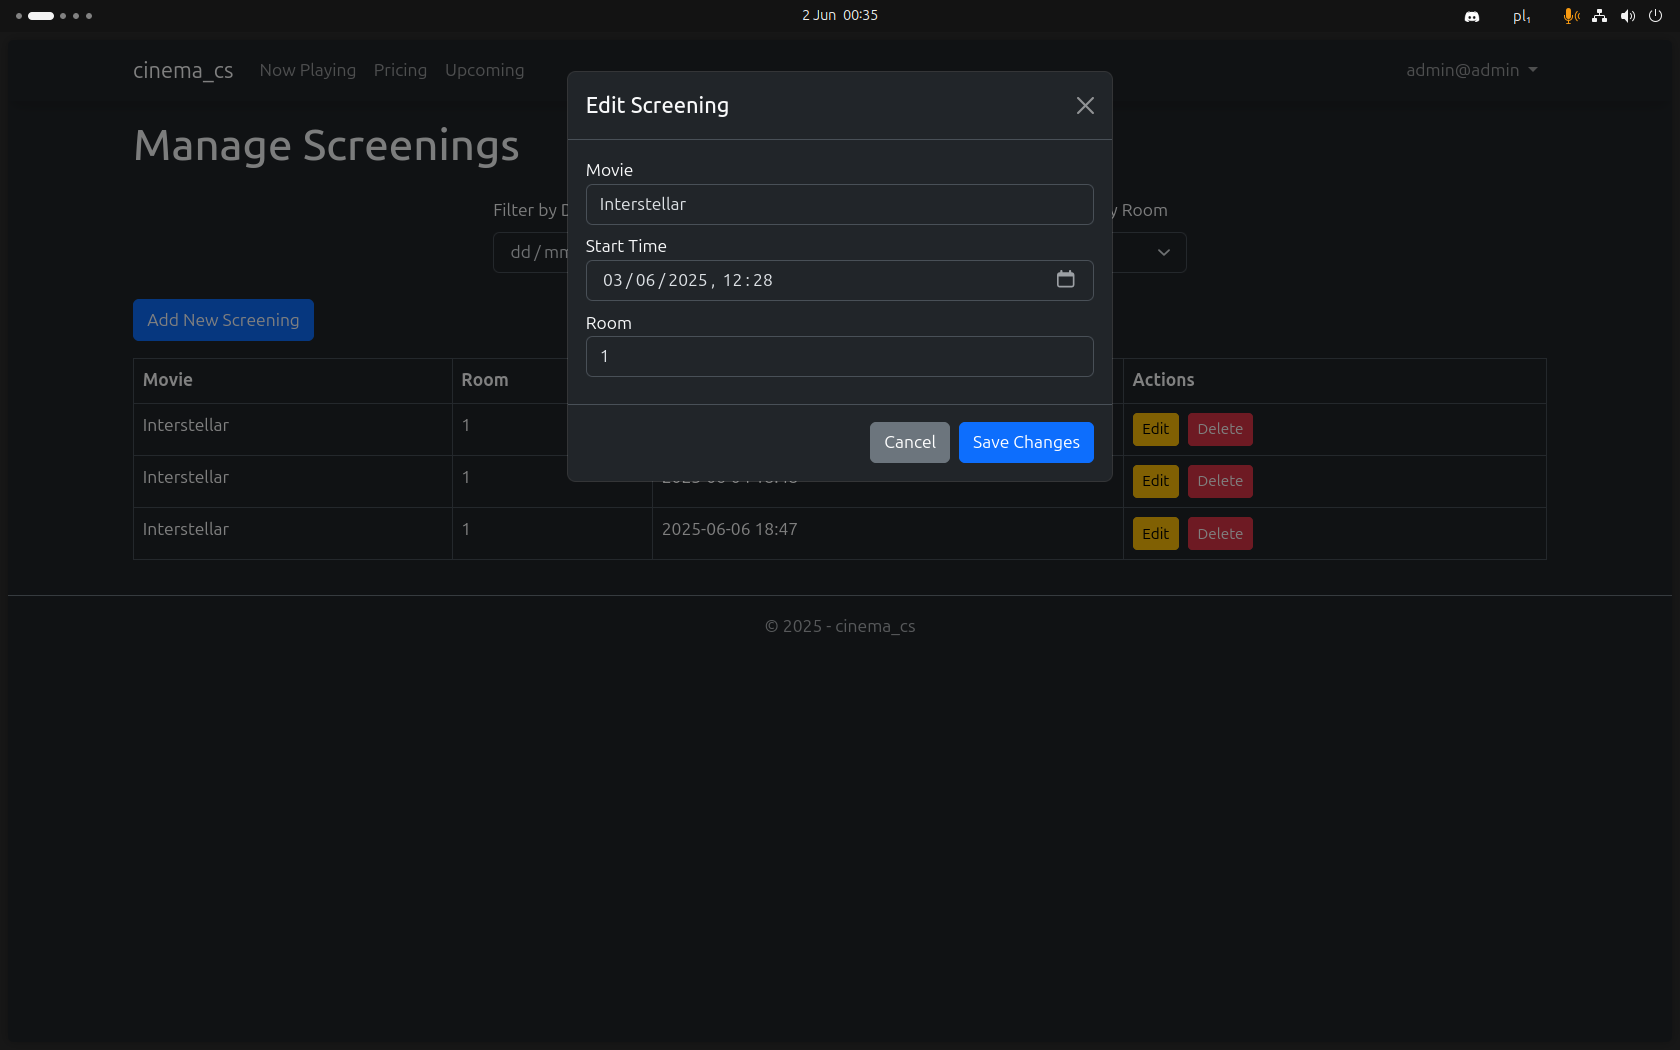 2 Jun 00:35
pl₁
cinema_cs Now Playing Pricing Upcoming admin@admin
Edit Screening
Manage Screenings
Movie
Interstellar
Filter by D
y Room
Start Time
dd/mm
03/06/2025, 12:28
Room
1
Add New Screening
Movie Room Actions
Interstellar 1 Edit Delete
Cancel Save Changes
Interstellar 1 Edit Delete
Interstellar 1 2025-06-06 18:47 Edit Delete
© 2025 - cinema_cs